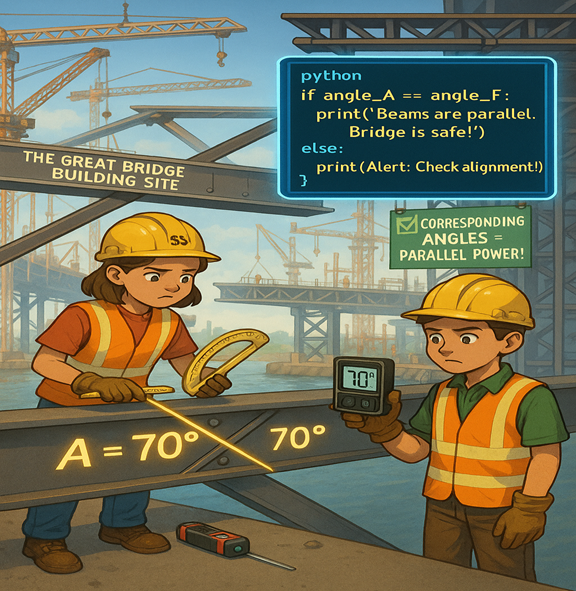 python
if angle_A == angle_F:
print('Beams are parallel.
Bridge is safe!')
else:
print(Alert: Check alignment!)
}
THE GREAT BRIDGE
BUILDING SITE
CORRESPONDING
ANGLES =
PARALLEL POWER!
SS
70°
A = 70°
70°